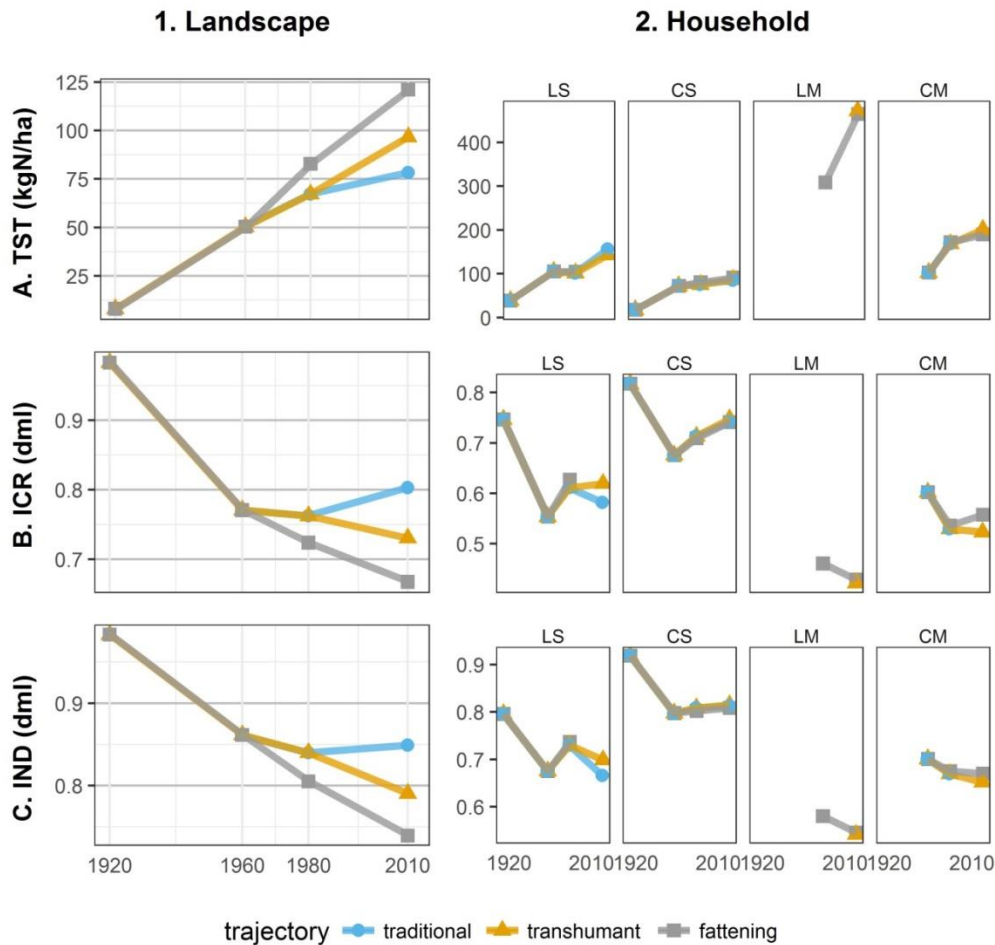 1. Landscape 2. Household
A. TST (kgN/ha)
125
100
75
50
25
LS CS LM CM
400
300
200
100
0
B. ICR (dml)
0.9
0.8
0.7
LS CS LM CM
0.8
0.7
0.6
0.5
C. IND (dml)
0.9
0.8
LS CS LM CM
0.9
0.8
0.7
0.6
1920 1960 1980 2010 1920 2010 1920 2010 1920 2010 1920 2010
trajectory traditional transhumant fattening